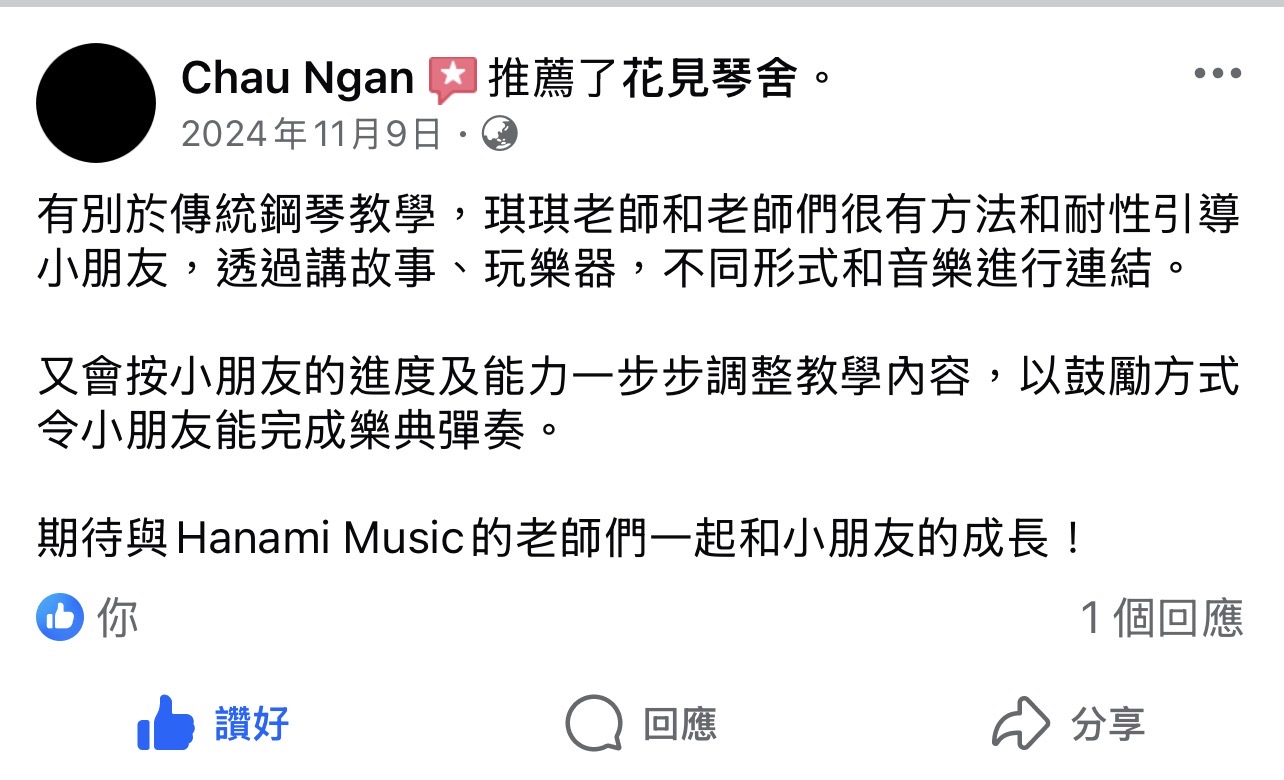 Chau Ngan 推薦了花見琴舍。
2024年11月9日
有別於傳統鋼琴教學，琪琪老師和老師們很有方法和耐性引導
小朋友，透過講故事、玩樂器，不同形式和音樂進行連結。
又會按小朋友的進度及能力一步步調整教學內容，以鼓勵方式
令小朋友能完成樂典彈奏。
期待與Hanami Music的老師們一起和小朋友的成長！
你
1 個回應
讚好
回應
分享